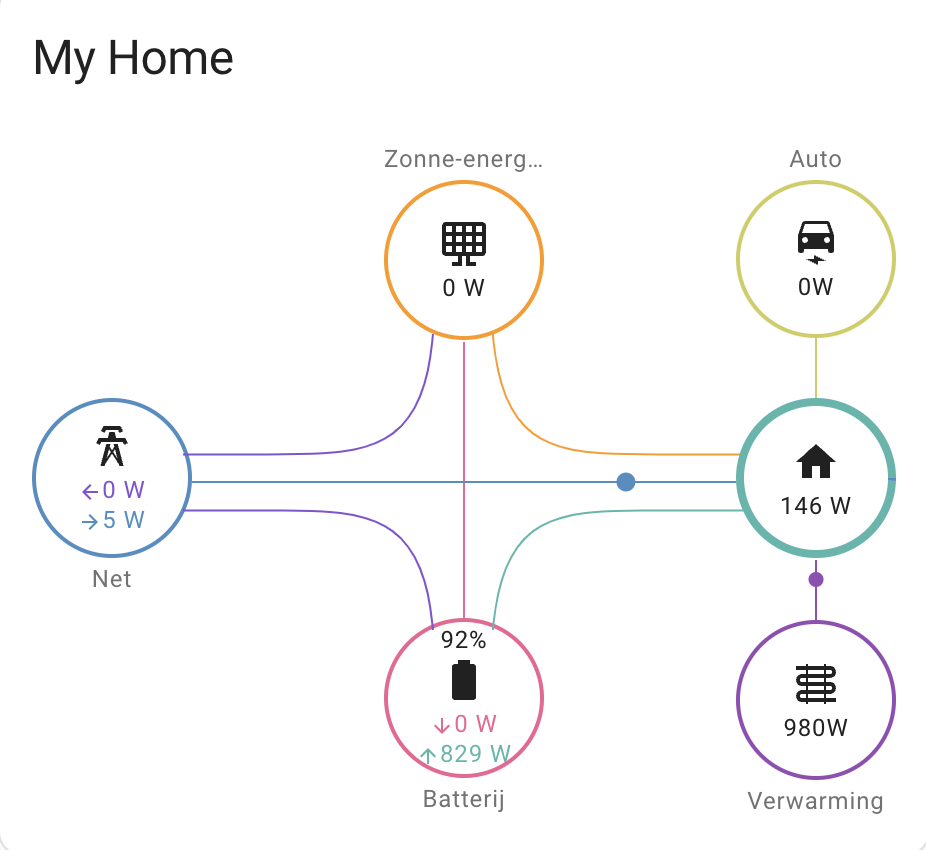 My Home
Zonne-energ…
Auto
0 W
0W
←0 W
→5 W
146 W
Net
92%
↓0 W
↑829 W
980W
Batterij
Verwarming